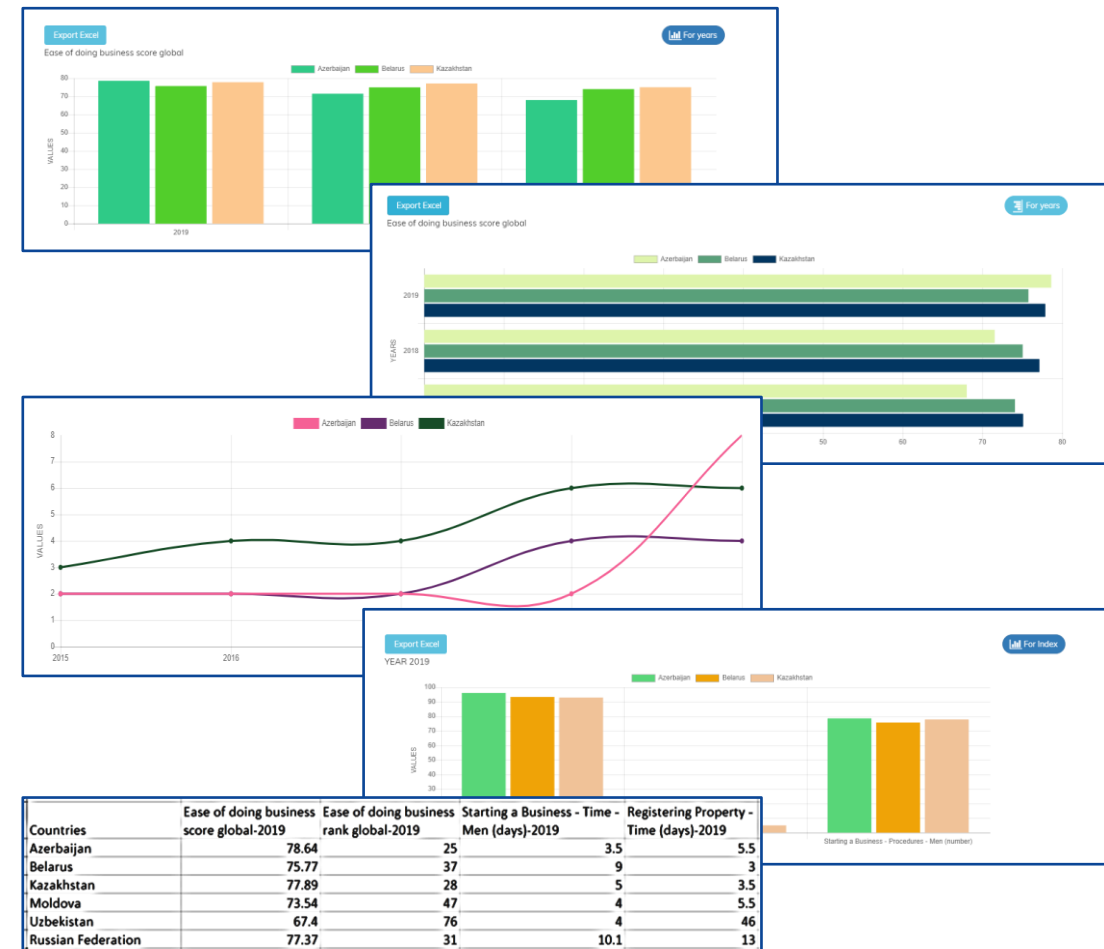 Export Excel
For years
Ease of doing business score global
Azerbaijan Belarus Kazakhstan
80
70
60
50
40
30
20
10
0
VALUES
2019
Export Excel
For years
Ease of doing business score global
Azerbaijan Belarus Kazakhstan
2019
2018
YEARS
50 60 70 80
Azerbaijan Belarus Kazakhstan
8
7
6
5
4
3
2
1
0
VALUES
2015 2016
Export Excel
For Index
YEAR 2019
Azerbaijan Belarus Kazakhstan
100
90
80
70
60
50
40
30
VALUES
Starting a Business - Procedures - Men (number)
Countries Ease of doing business score global-2019 Ease of doing business rank global-2019 Starting a Business - Time - Men (days)-2019 Registering Property - Time (days)-2019
Azerbaijan 78.64 25 3.5 5.5
Belarus 75.77 37 9 3
Kazakhstan 77.89 28 5 3.5
Moldova 73.54 47 4 5.5
Uzbekistan 67.4 76 4 46
Russian Federation 77.37 31 10.1 13